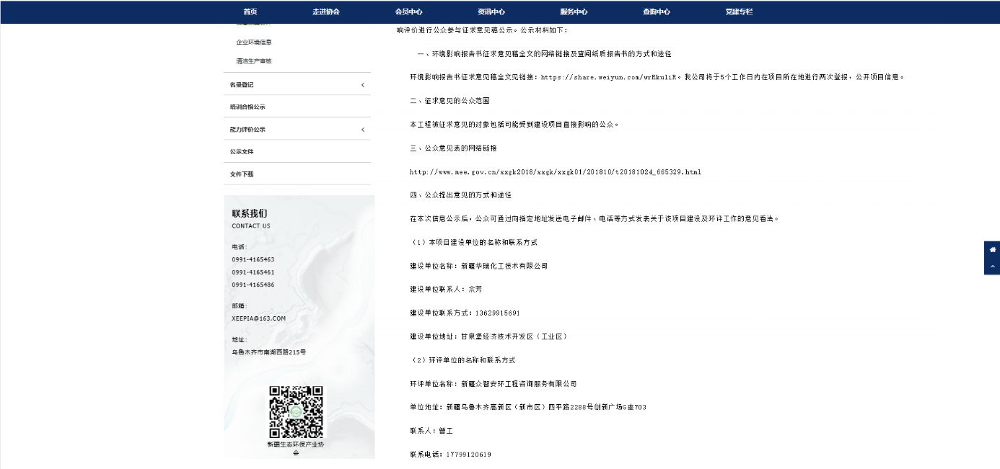 首页 走进协会 会员中心 资讯中心 服务中心 查询中心 党建专栏
企业环境信息
清洁生产审核
名录登记
培训合格公示
能力评价公示
公示文件
文件下载
联系我们
CONTACT US
电话：
0991-4165463
0991-4165461
0991-4165486
邮箱：
XEEPIA@163.COM
地址：
乌鲁木齐市南湖西路215号
新疆生态环保产业协
会
响评价进行公众参与征求意见稿公示。公示材料如下：
一、环境影响报告书征求意见稿全文的网络链接及查阅纸质报告书的方式和途径
环境影响报告书征求意见稿全文见链接：https://share.weiyun.com/wrRkuliR。我公司将于5个工作日内在项目所在地进行两次登报，公开项目信息。
二、征求意见的公众范围
本工程被征求意见的对象包括可能受到建设项目直接影响的公众。
三、公众意见表的网络链接
http://www.mee.gov.cn/xxgk2018/xxgk/xxgk01/201810/t20181024_665329.html
四、公众提出意见的方式和途径
在本次信息公示后，公众可通过向指定地址发送电子邮件、电话等方式发表关于该项目建设及环评工作的意见看法。
（1）本项目建设单位的名称和联系方式
建设单位名称：新疆华瑞化工技术有限公司
建设单位联系人：佘芳
建设单位联系方式：13629915691
建设单位地址：甘泉堡经济技术开发区（工业区）
（2）环评单位的名称和联系方式
环评单位名称：新疆众智安环工程咨询服务有限公司
单位地址：新疆乌鲁木齐高新区（新市区）四平路2288号创新广场G座703
联系人：曾工
联系电话：17799120619